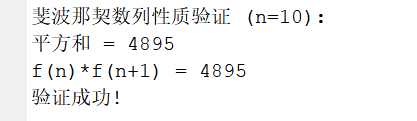 斐波那契数列性质验证 (n=10):
平方和 = 4895
f(n)*f(n+1) = 4895
验证成功!